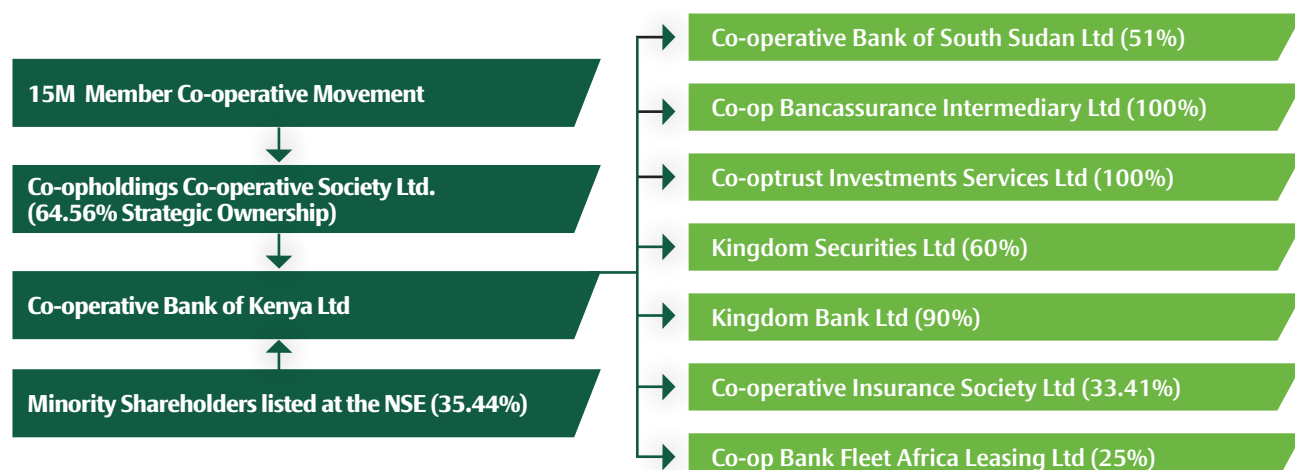 15M Member Co-operative Movement
Co-opholdings Co-operative Society Ltd.
(64.56% Strategic Ownership)
Co-operative Bank of Kenya Ltd
Minority Shareholders listed at the NSE (35.44%)
Co-operative Bank of South Sudan Ltd (51%)
Co-op Bancassurance Intermediary Ltd (100%)
Co-optrust Investments Services Ltd (100%)
Kingdom Securities Ltd (60%)
Kingdom Bank Ltd (90%)
Co-operative Insurance Society Ltd (33.41%)
Co-op Bank Fleet Africa Leasing Ltd (25%)